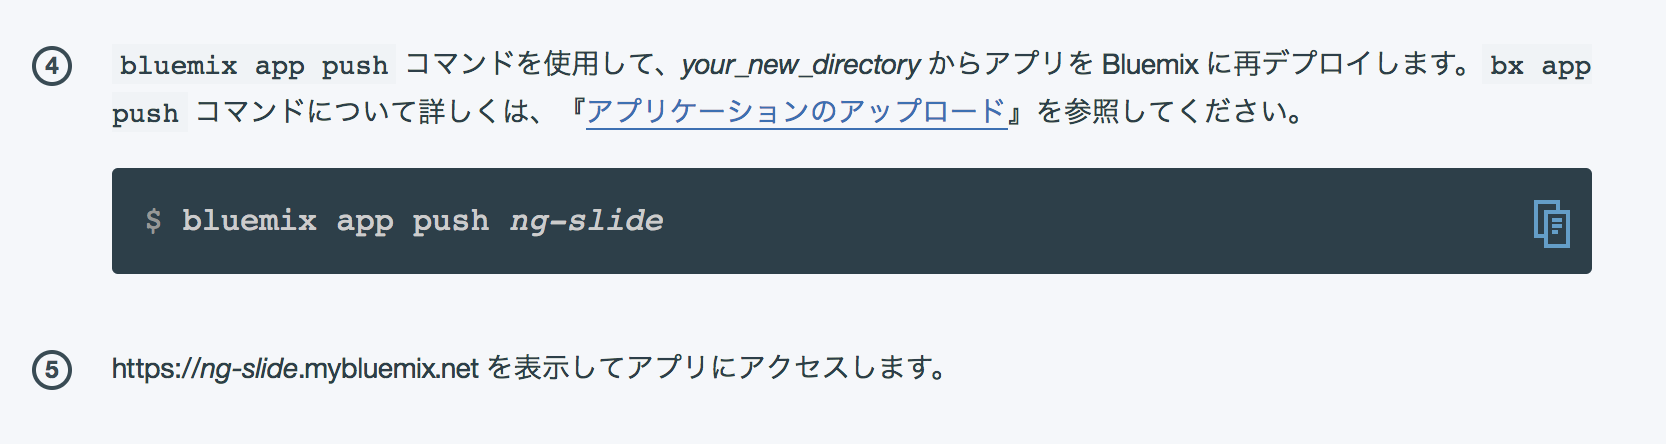 4 bluemix app push コマンドを使用して、your_new_directory からアプリを Bluemix に再デプロイします。bx app
push コマンドについて詳しくは、『アプリケーションのアップロード』を参照してください。
$ bluemix app push ng-slide
5 https://ng-slide.mybluemix.net を表示してアプリにアクセスします。